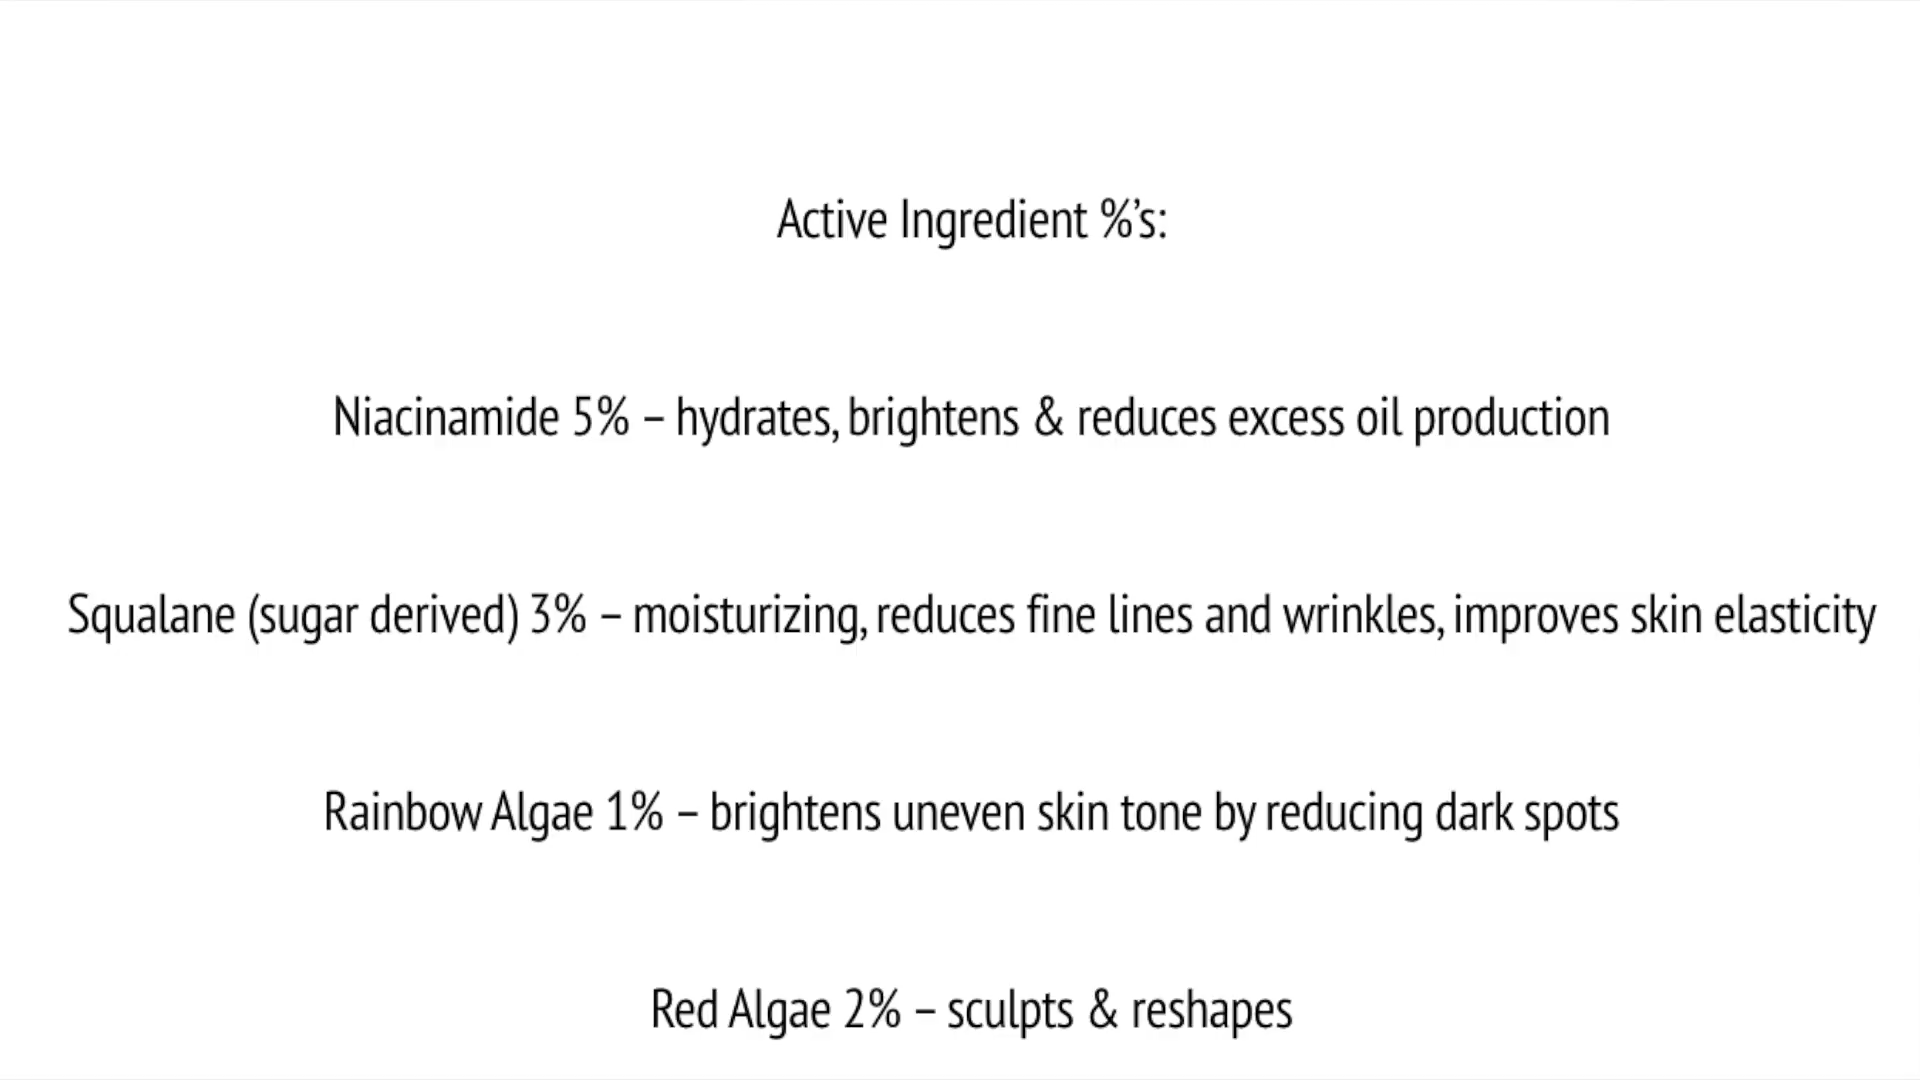 Active Ingredient %’s:
Niacinamide 5% – hydrates, brightens & reduces excess oil production
Squalane (sugar derived) 3% – moisturizing, reduces fine lines and wrinkles, improves skin elasticity
Rainbow Algae 1% – brightens uneven skin tone by reducing dark spots
Red Algae 2% – sculpts & reshapes